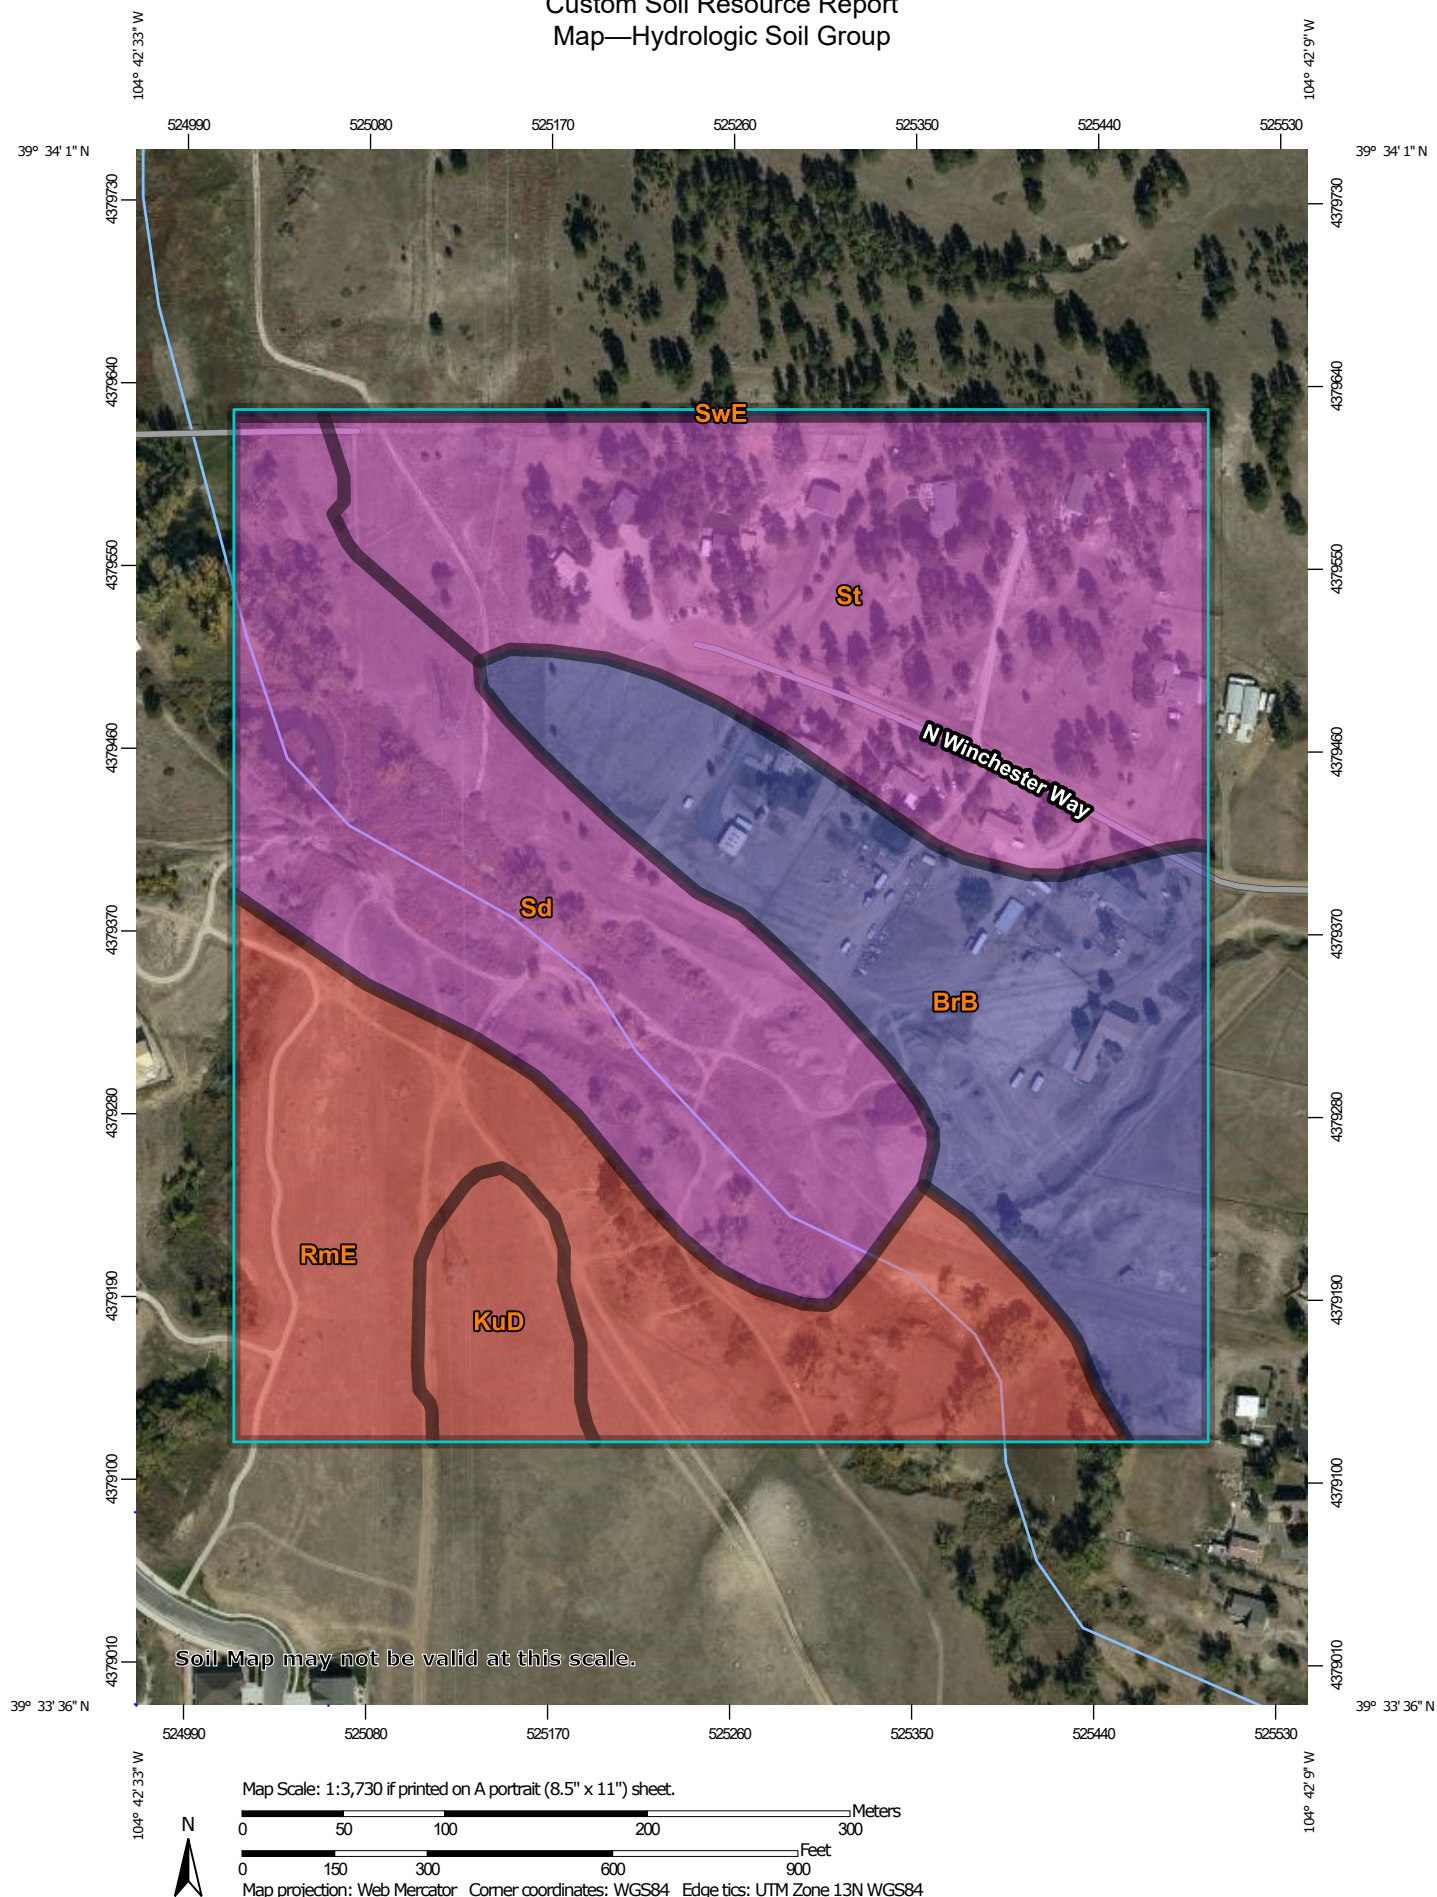 Custom Soil Resource Report
Map—Hydrologic Soil Group
104° 42' 33" W
104° 42' 9" W
524990 525080 525170 525260 525350 525440 525530
39° 34' 1" N
39° 34' 1" N
4379730
4379730
4379640
4379640
SwE
4379550
4379550
St
4379460
4379460
N Winchester Way
Sd
4379370
4379370
BrB
4379280
4379280
RmE
4379190
4379190
KuD
4379100
4379100
Soil Map may not be valid at this scale.
4379010
4379010
39° 33' 36" N
39° 33' 36" N
524990 525080 525170 525260 525350 525440 525530
104° 42' 33" W
104° 42' 9" W
Map Scale: 1:3,730 if printed on A portrait (8.5" x 11") sheet.
Meters
N
0 50 100 200 300
Feet
0 150 300 600 900
Map projection: Web Mercator Corner coordinates: WGS84 Edge tics: UTM Zone 13N WGS84